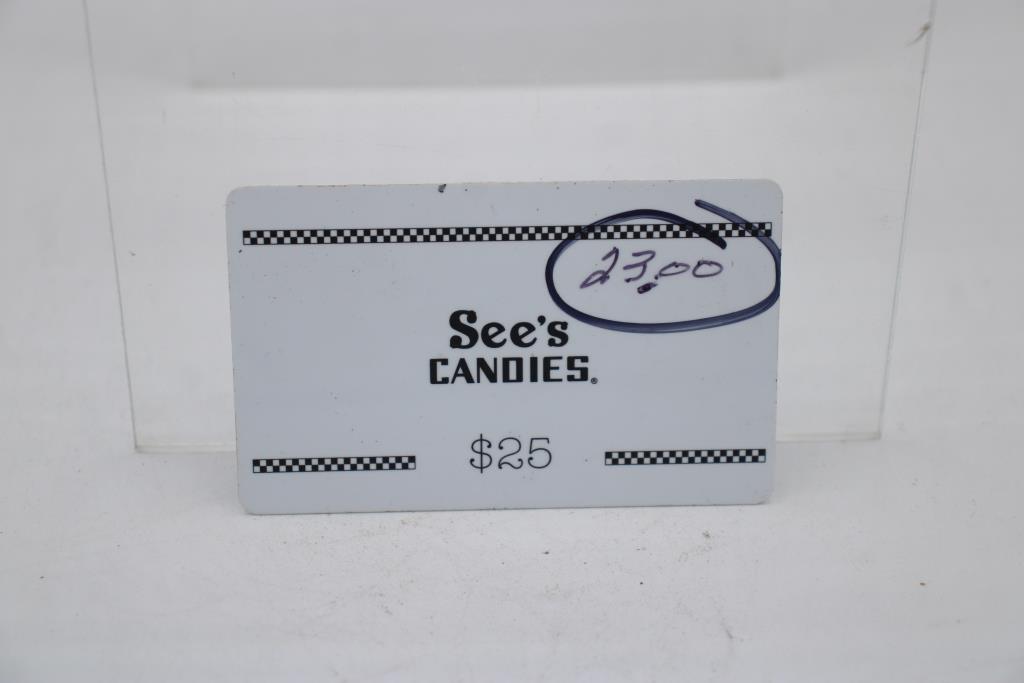 23.00
See's
CANDIES®
$25